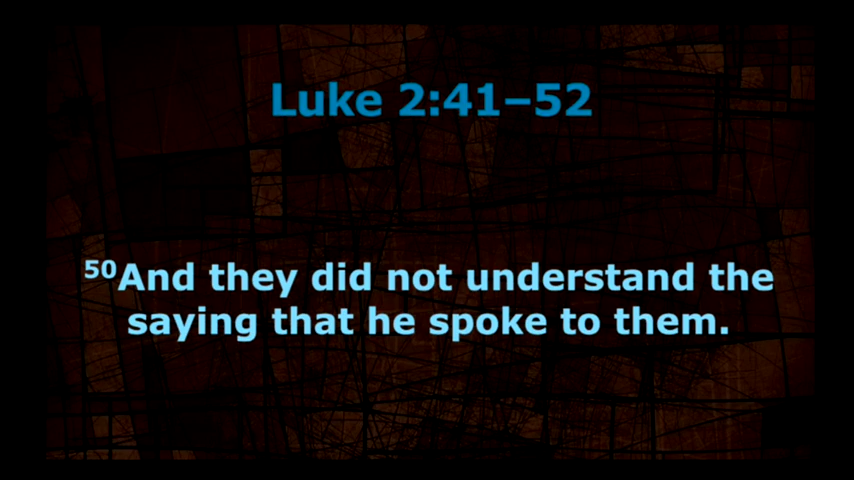 Luke 2:41–52
50And they did not understand the
saying that he spoke to them.